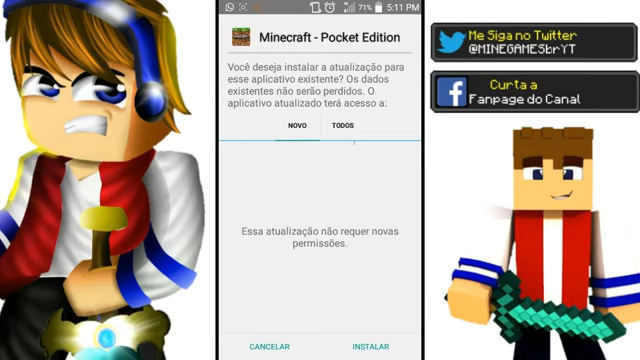 71% 5:11 PM
Minecraft - Pocket Edition
Você deseja instalar a atualização para
esse aplicativo existente? Os dados
existentes não serão perdidos. O
aplicativo atualizado terá acesso a:
NOVO TODOS
Essa atualização não requer novas
permissões.
CANCELAR INSTALAR
Me Siga no Twitter
@MINEGAMESbrYT
Curta a
Fanpage do Canal